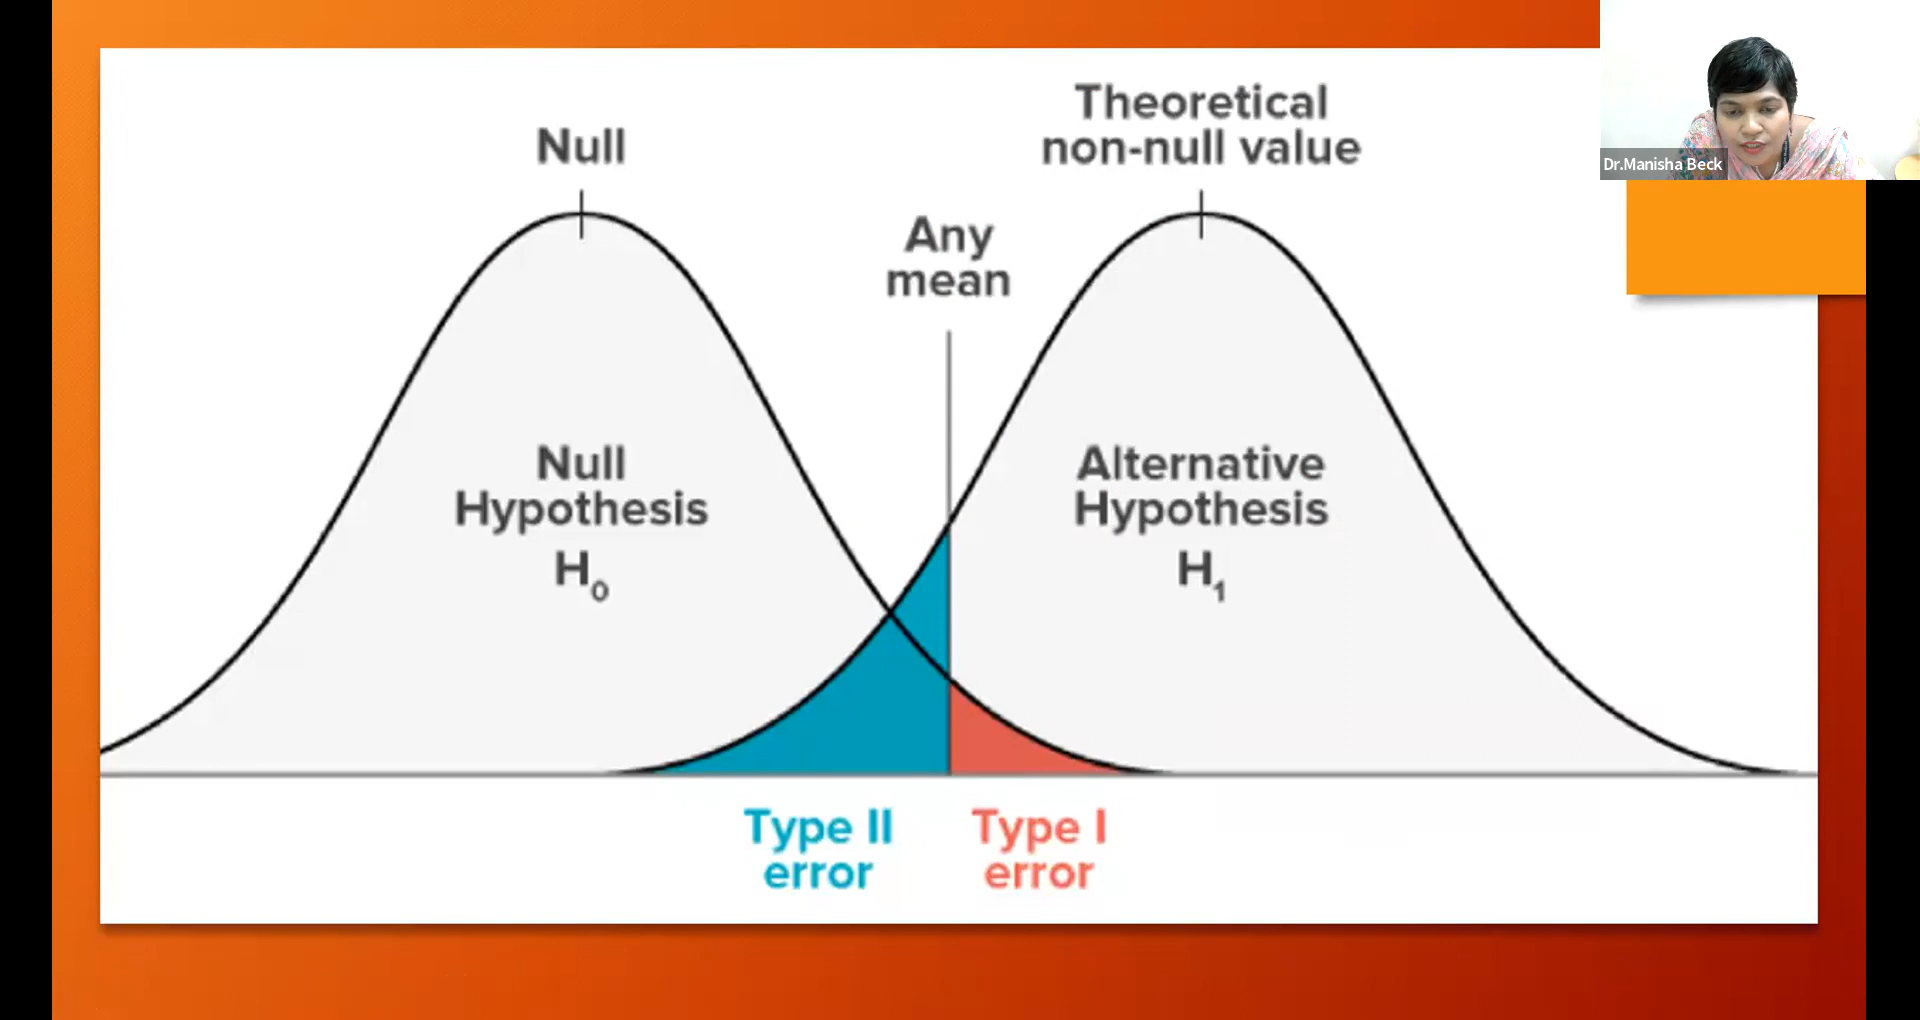 Theoretical
non-null value
Null
Any
mean
Dr.Manisha Beck
Null
Hypothesis
H₀
Alternative
Hypothesis
H₁
Type II
error
Type I
error